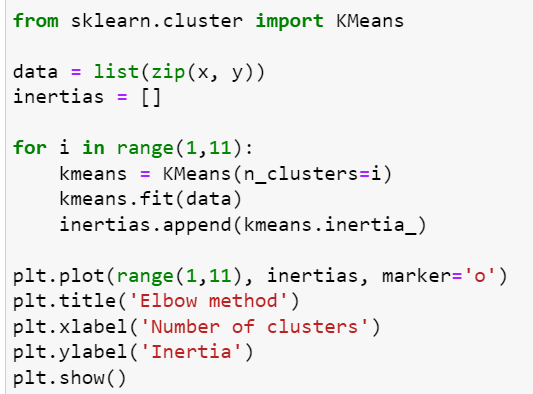 from sklearn.cluster import KMeans
data = list(zip(x, y))
inertias = []
for i in range(1,11):
    kmeans = KMeans(n_clusters=i)
    kmeans.fit(data)
    inertias.append(kmeans.inertia_)
plt.plot(range(1,11), inertias, marker='o')
plt.title('Elbow method')
plt.xlabel('Number of clusters')
plt.ylabel('Inertia')
plt.show()